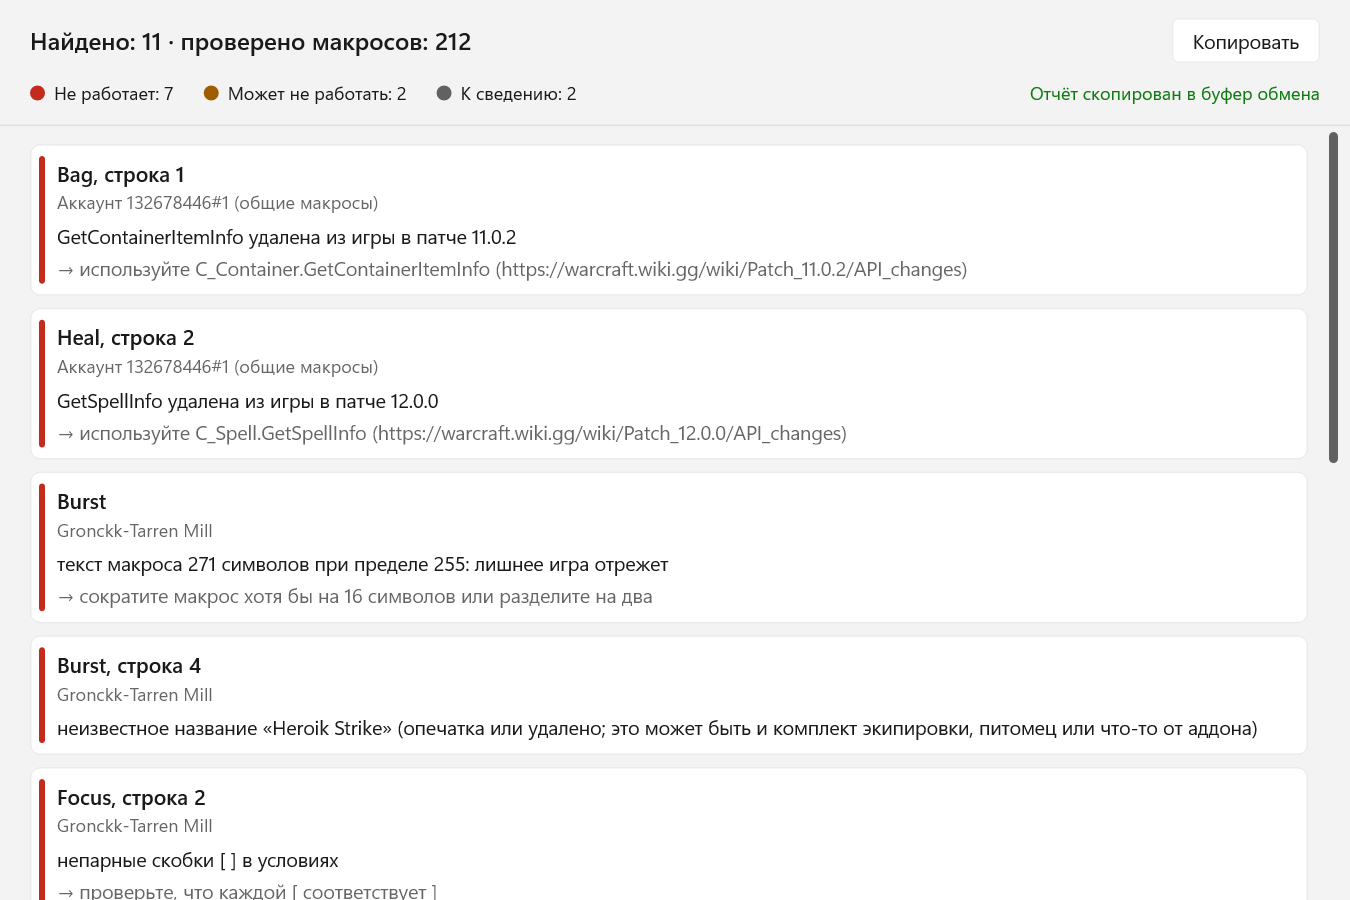 Найдено: 11 · проверено макросов: 212
Копировать
Не работает: 7
Может не работать: 2
К сведению: 2
Отчёт скопирован в буфер обмена
Bag, строка 1
Аккаунт 132678446#1 (общие макросы)
GetContainerItemInfo удалена из игры в патче 11.0.2
→ используйте C_Container.GetContainerItemInfo (https://warcraft.wiki.gg/wiki/Patch_11.0.2/API_changes)
Heal, строка 2
Аккаунт 132678446#1 (общие макросы)
GetSpellInfo удалена из игры в патче 12.0.0
→ используйте C_Spell.GetSpellInfo (https://warcraft.wiki.gg/wiki/Patch_12.0.0/API_changes)
Burst
Gronckk-Tarren Mill
текст макроса 271 символов при пределе 255: лишнее игра отрежет
→ сократите макрос хотя бы на 16 символов или разделите на два
Burst, строка 4
Gronckk-Tarren Mill
неизвестное название «Heroik Strike» (опечатка или удалено; это может быть и комплект экипировки, питомец или что-то от аддона)
Focus, строка 2
Gronckk-Tarren Mill
непарные скобки [ ] в условиях
→ проверьте, что каждой [ соответствует ]